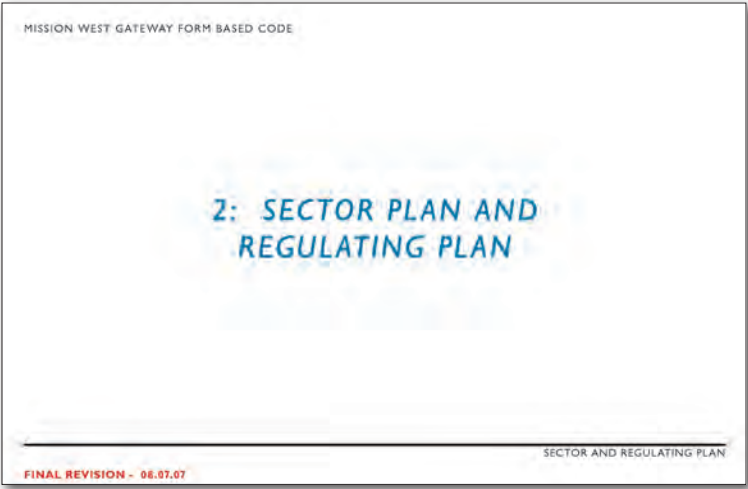 MISSION WEST GATEWAY FORM BASED CODE
2: SECTOR PLAN AND
REGULATING PLAN
SECTOR AND REGULATING PLAN
FINAL REVISION - 08.07.07